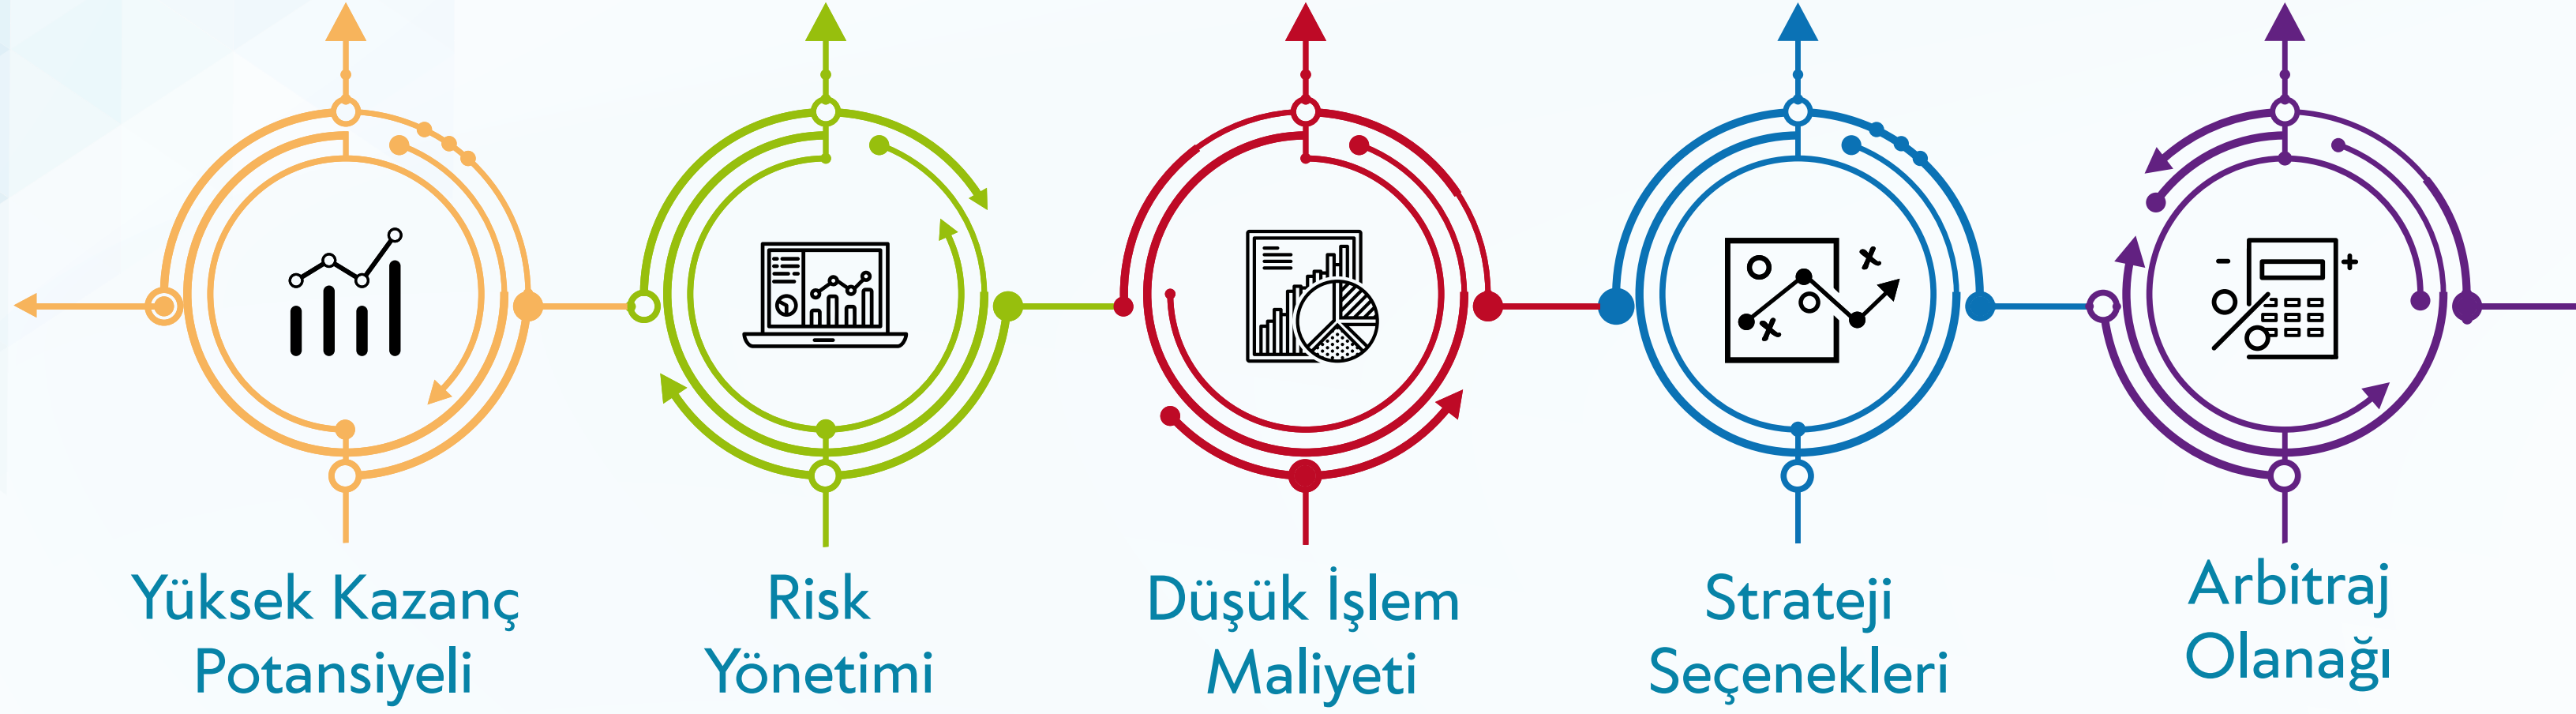 Yüksek Kazanç
Potansiyeli
Risk
Yönetimi
Düşük İşlem
Maliyeti
Strateji
Seçenekleri
Arbitraj
Olanağı